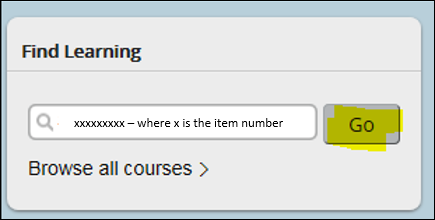 Find Learning
xxxxxxxxx – where x is the item number
Go
Browse all courses >